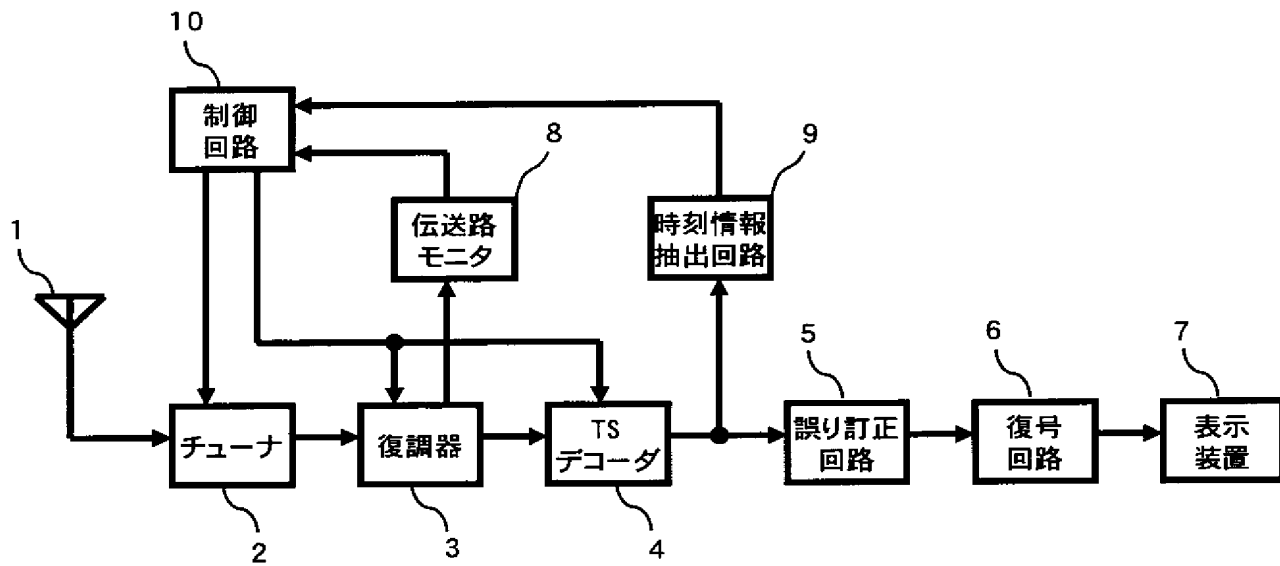 10
制御
回路
8
伝送路
モニタ
9
時刻情報
抽出回路
1
チューナ
2
復調器
3
TS
デコーダ
4
5
誤り訂正
回路
6
復号
回路
7
表示
装置